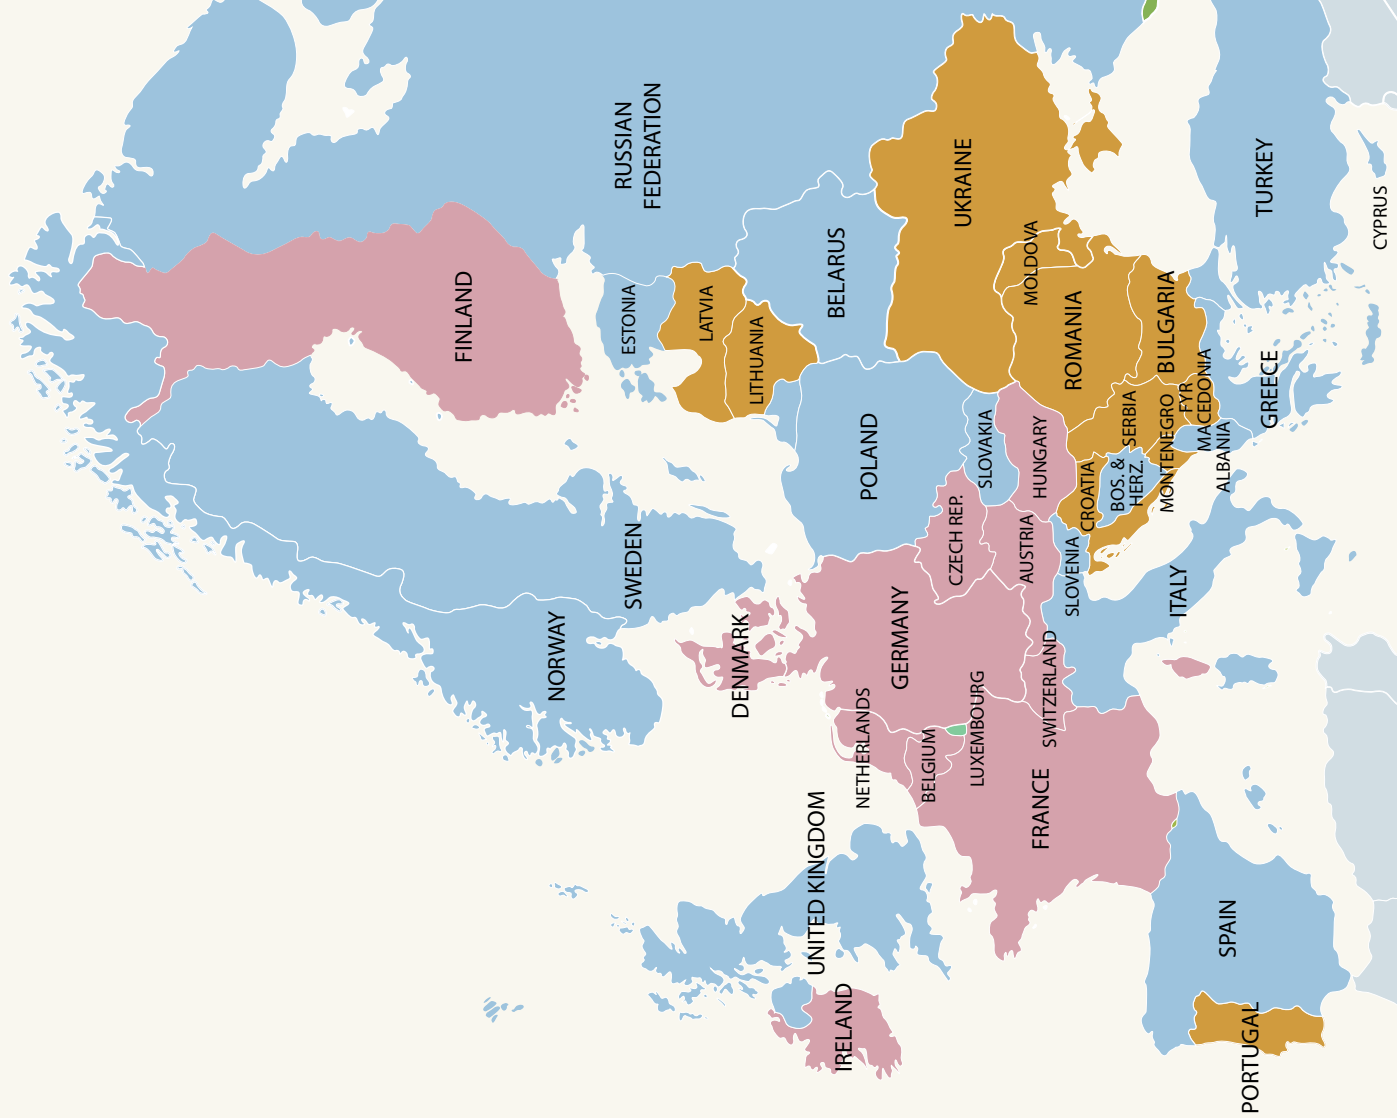 NORWAY
SWEDEN
FINLAND
RUSSIAN
FEDERATION
ESTONIA
LATVIA
LITHUANIA
DENMARK
UNITED KINGDOM
IRELAND
NETHERLANDS
BELGIUM
LUXEMBOURG
GERMANY
POLAND
BELARUS
UKRAINE
CZECH REP.
SLOVAKIA
AUSTRIA
HUNGARY
MOLDOVA
ROMANIA
FRANCE
SWITZERLAND
SLOVENIA
CROATIA
BOS. &
HERZ.
SERBIA
MONTENEGRO
FYR
MACEDONIA
BULGARIA
ALBANIA
ITALY
GREECE
TURKEY
CYPRUS
SPAIN
PORTUGAL